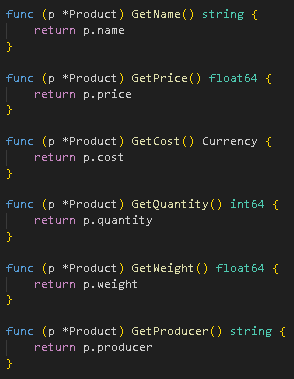 func (p *Product) GetName() string {
    return p.name
}

func (p *Product) GetPrice() float64 {
    return p.price
}

func (p *Product) GetCost() Currency {
    return p.cost
}

func (p *Product) GetQuantity() int64 {
    return p.quantity
}

func (p *Product) GetWeight() float64 {
    return p.weight
}

func (p *Product) GetProducer() string {
    return p.producer
}